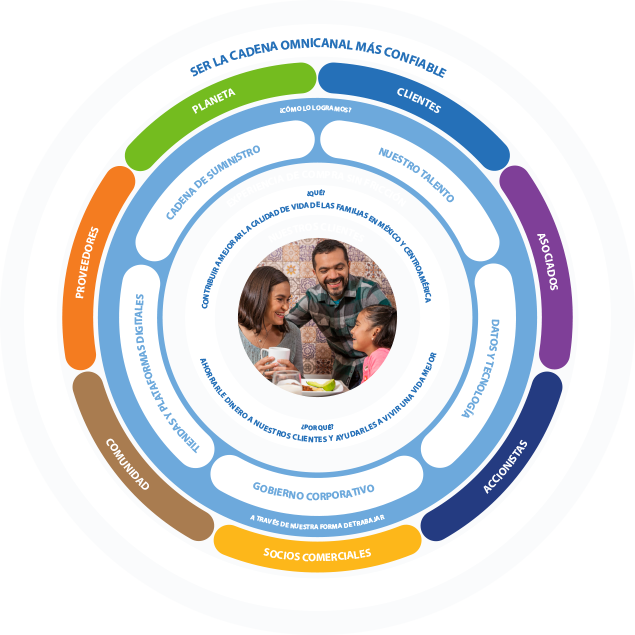 SER LA CADENA OMNICANAL MÁS CONFIABLE
PLANETA
CLIENTES
ASOCIADOS
ACCIONISTAS
SOCIOS COMERCIALES
COMUNIDAD
PROVEEDORES
¿CÓMO LO LOGRAMOS?
CADENA DE SUMINISTRO
NUESTRO TALENTO
DATOS Y TECNOLOGÍA
GOBIERNO CORPORATIVO
TIENDAS Y PLATAFORMAS DIGITALES
A TRAVÉS DE NUESTRA FORMA DE TRABAJAR
¿QUÉ?
CONTRIBUIR A MEJORAR LA CALIDAD DE VIDA DE LAS FAMILIAS EN MÉXICO Y CENTROAMÉRICA
¿POR QUÉ?
AHORRARLE DINERO A NUESTROS CLIENTES Y AYUDARLES A VIVIR UNA VIDA MEJOR